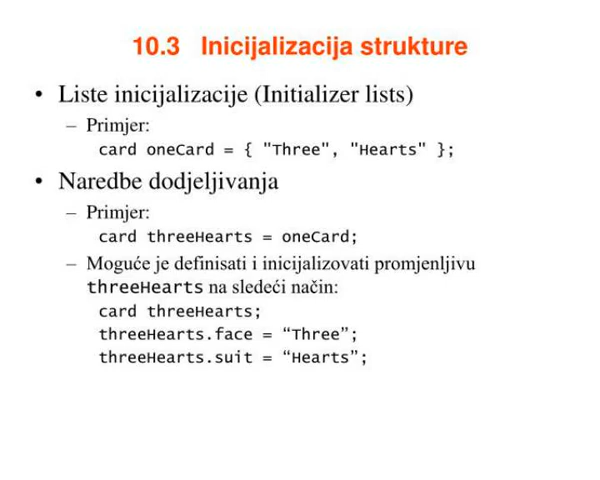 10.3 Inicijalizacija strukture
• Liste inicijalizacije (Initializer lists)
– Primjer:
card oneCard = { "Three", "Hearts" };
• Naredbe dodjeljivanja
– Primjer:
card threeHearts = oneCard;
– Moguće je definisati i inicijalizovati promjenljivu
threeHearts na sledeći način:
card threeHearts;
threeHearts.face = “Three”;
threeHearts.suit = “Hearts”;